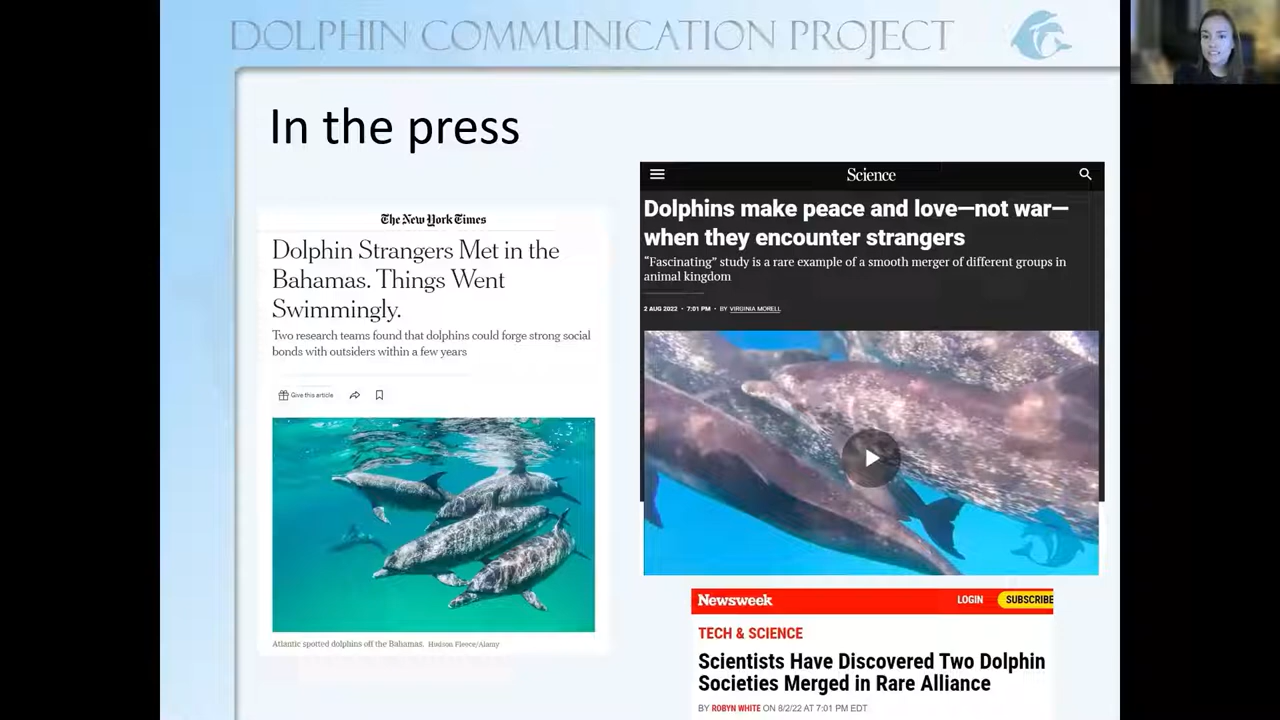 DOLPHIN COMMUNICATION PROJECT
In the press
The New York Times
Dolphin Strangers Met in the
Bahamas. Things Went
Swimmingly.
Two research teams found that dolphins could forge strong social
bonds with outsiders within a few years
Give this article
Atlantic spotted dolphins off the Bahamas. Hudson Fleece/Alamy
Science
Dolphins make peace and love—not war—
when they encounter strangers
“Fascinating” study is a rare example of a smooth merger of different groups in
animal kingdom
2 AUG 2022 • 7:01 PM • BY VIRGINIA MORELL
Newsweek
LOGIN
SUBSCRIBE
TECH & SCIENCE
Scientists Have Discovered Two Dolphin
Societies Merged in Rare Alliance
BY ROBYN WHITE ON 8/2/22 AT 7:01 PM EDT